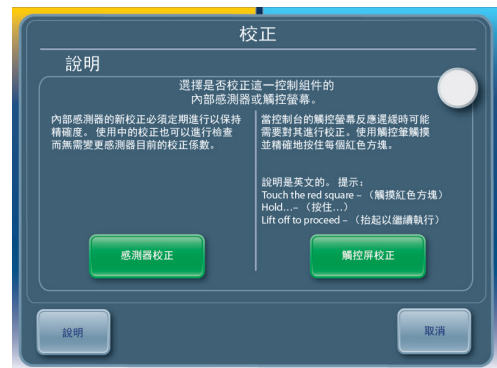 校正
說明
選擇是否校正這一控制組件的
內部感測器或觸控螢幕。
內部感測器的新校正必須定期進行以保持
精確度。 使用中的校正也可以進行檢查
而無需變更感測器目前的校正係數。
當控制台的觸控螢幕反應遲緩時可能
需要對其進行校正。使用觸控筆觸摸
並精確地按住每個紅色方塊。
說明是英文的。 提示：
Touch the red square – （觸摸紅色方塊）
Hold...– （按住...）
Lift off to proceed – （抬起以繼續執行）
感測器校正
觸控屏校正
說明
取消